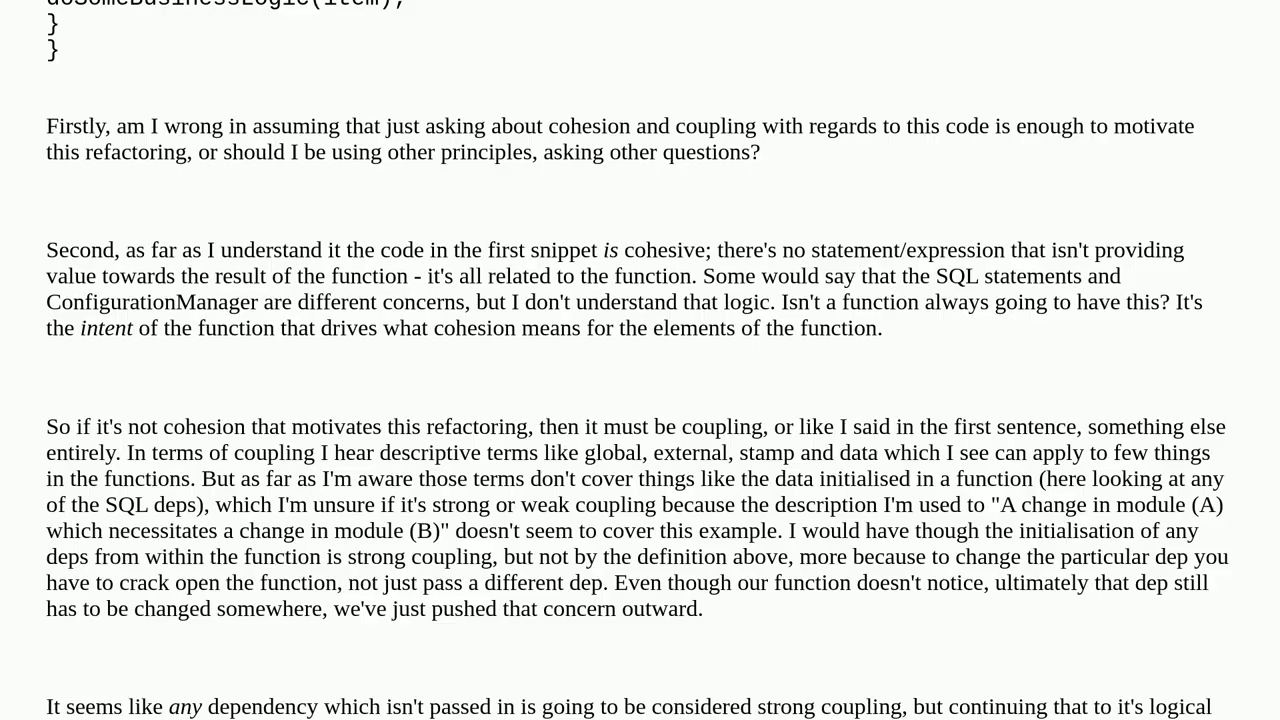 doSomeBusinessLogic(item);
}
}
Firstly, am I wrong in assuming that just asking about cohesion and coupling with regards to this code is enough to motivate
this refactoring, or should I be using other principles, asking other questions?
Second, as far as I understand it the code in the first snippet is cohesive; there's no statement/expression that isn't providing
value towards the result of the function - it's all related to the function. Some would say that the SQL statements and
ConfigurationManager are different concerns, but I don't understand that logic. Isn't a function always going to have this? It's
the intent of the function that drives what cohesion means for the elements of the function.
So if it's not cohesion that motivates this refactoring, then it must be coupling, or like I said in the first sentence, something else
entirely. In terms of coupling I hear descriptive terms like global, external, stamp and data which I see can apply to few things
in the functions. But as far as I'm aware those terms don't cover things like the data initialised in a function (here looking at any
of the SQL deps), which I'm unsure if it's strong or weak coupling because the description I'm used to "A change in module (A)
which necessitates a change in module (B)" doesn't seem to cover this example. I would have though the initialisation of any
deps from within the function is strong coupling, but not by the definition above, more because to change the particular dep you
have to crack open the function, not just pass a different dep. Even though our function doesn't notice, ultimately that dep still
has to be changed somewhere, we've just pushed that concern outward.
It seems like any dependency which isn't passed in is going to be considered strong coupling, but continuing that to it's logical